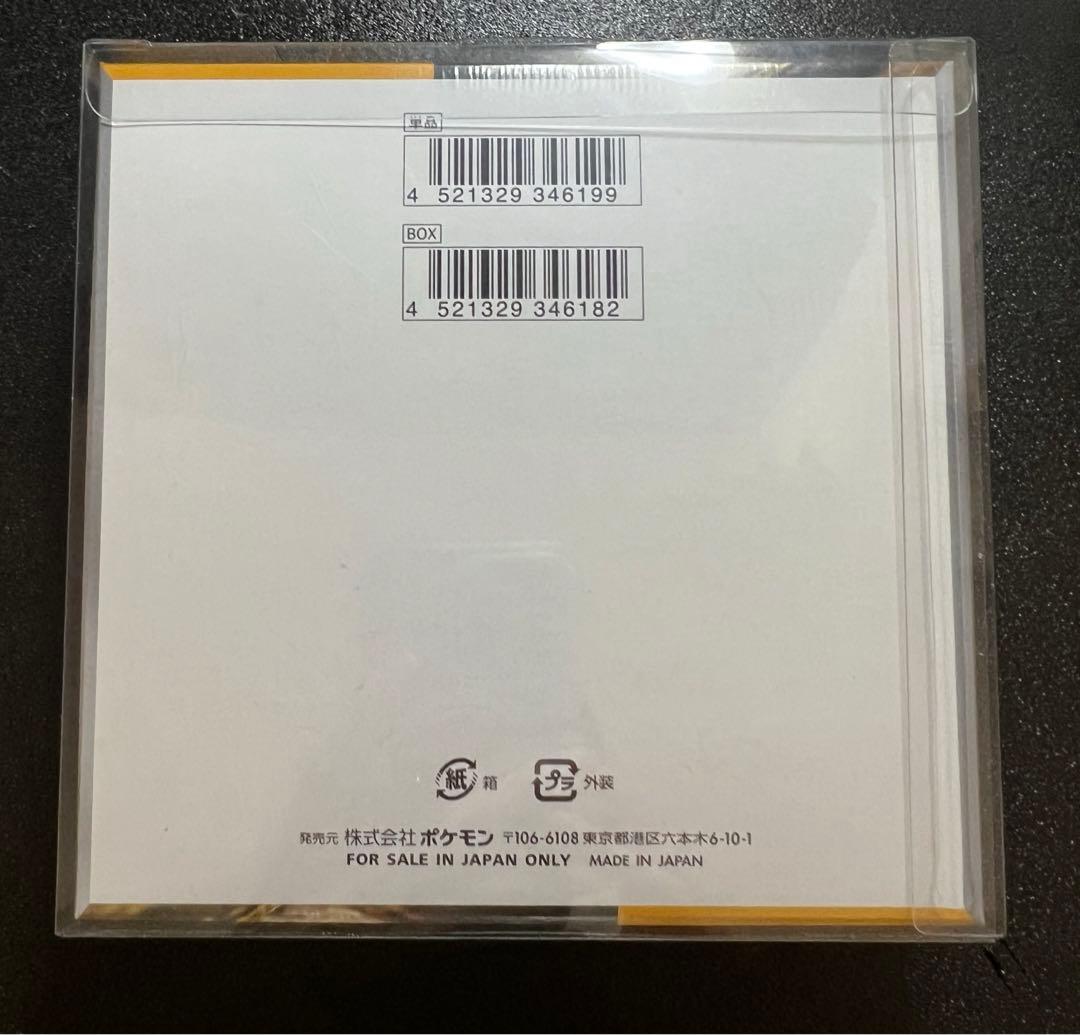 単品
4 521329 346199
BOX
4 521329 346182
紙 箱 プラ 外装
発売元 株式会社ポケモン 〒106-6108 東京都港区六本木6-10-1
FOR SALE IN JAPAN ONLY MADE IN JAPAN